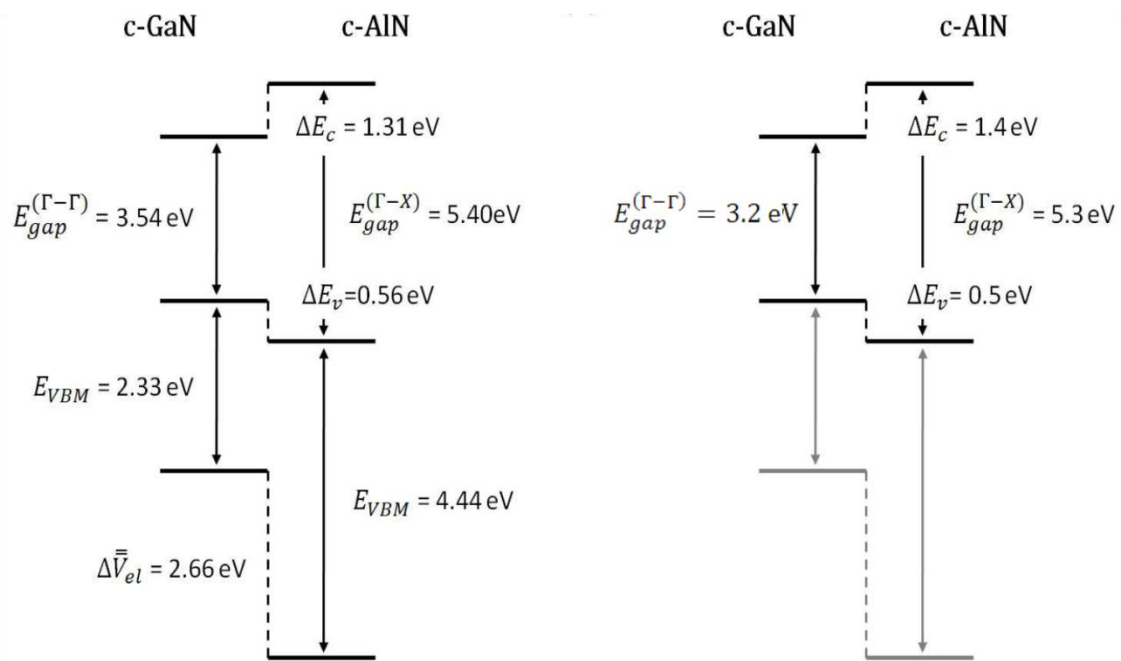 c-GaN c-AlN c-GaN c-AlN
ΔE_c = 1.31 eV ΔE_c = 1.4 eV
E_gap^(Γ−Γ) = 3.54 eV E_gap^(Γ−X) = 5.40eV E_gap^(Γ−Γ) = 3.2 eV E_gap^(Γ−X) = 5.3 eV
ΔE_v=0.56 eV ΔE_v= 0.5 eV
E_VBM = 2.33 eV
E_VBM = 4.44 eV
ΔV̿_el = 2.66 eV